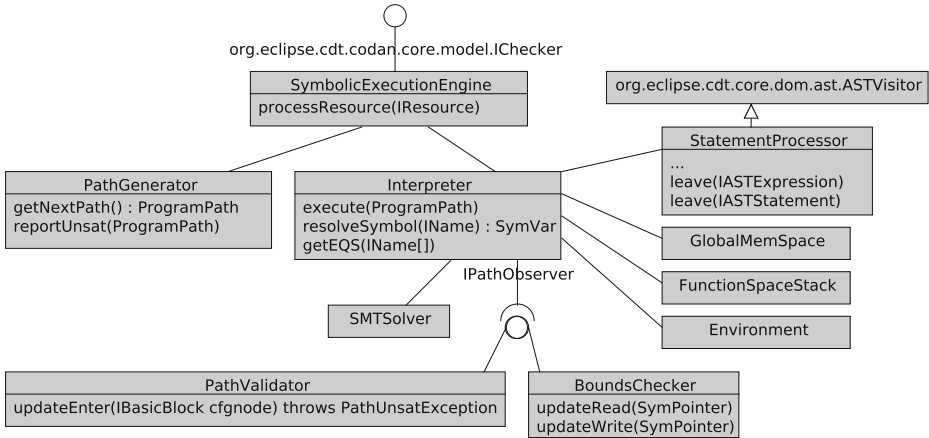 org.eclipse.cdt.codan.core.model.IChecker
SymbolicExecutionEngine
processResource(IResource)
org.eclipse.cdt.core.dom.ast.ASTVisitor
StatementProcessor
...
leave(IASTExpression)
leave(IASTStatement)
PathGenerator
getNextPath() : ProgramPath
reportUnsat(ProgramPath)
Interpreter
execute(ProgramPath)
resolveSymbol(IName) : SymVar
getEQS(IName[])
GlobalMemSpace
FunctionSpaceStack
Environment
IPathObserver
SMTSolver
PathValidator
updateEnter(IBasicBlock cfgnode) throws PathUnsatException
BoundsChecker
updateRead(SymPointer)
updateWrite(SymPointer)